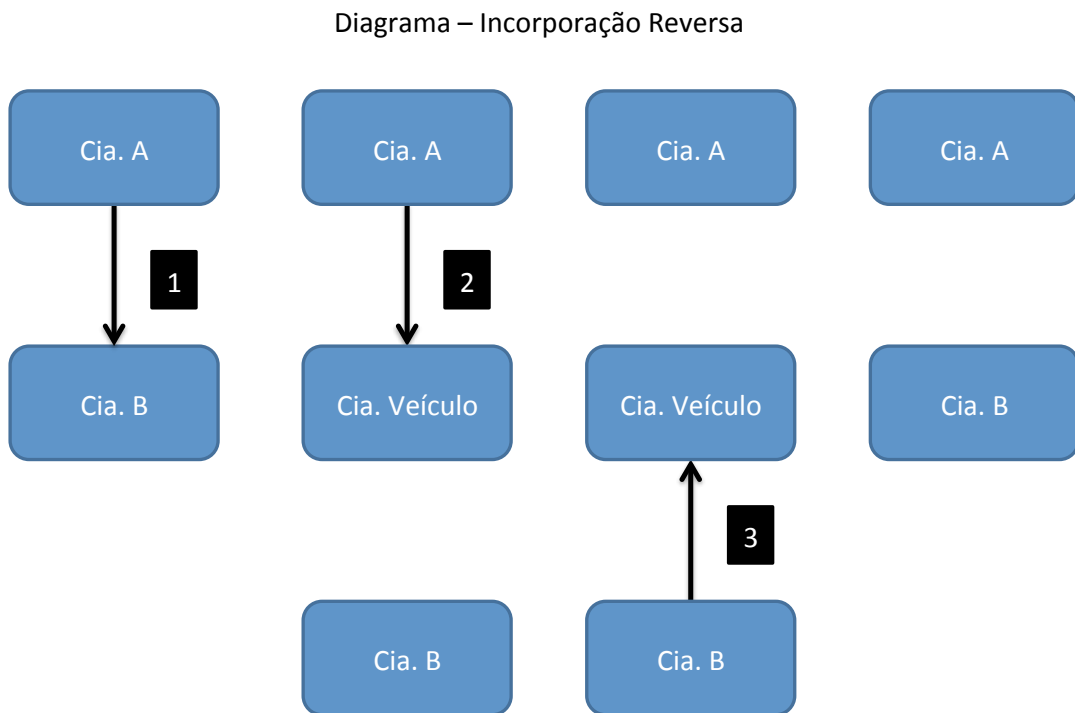 Diagrama – Incorporação Reversa
Cia. A
Cia. A
Cia. A
Cia. A
1
2
Cia. B
Cia. Veículo
Cia. Veículo
Cia. B
3
Cia. B
Cia. B